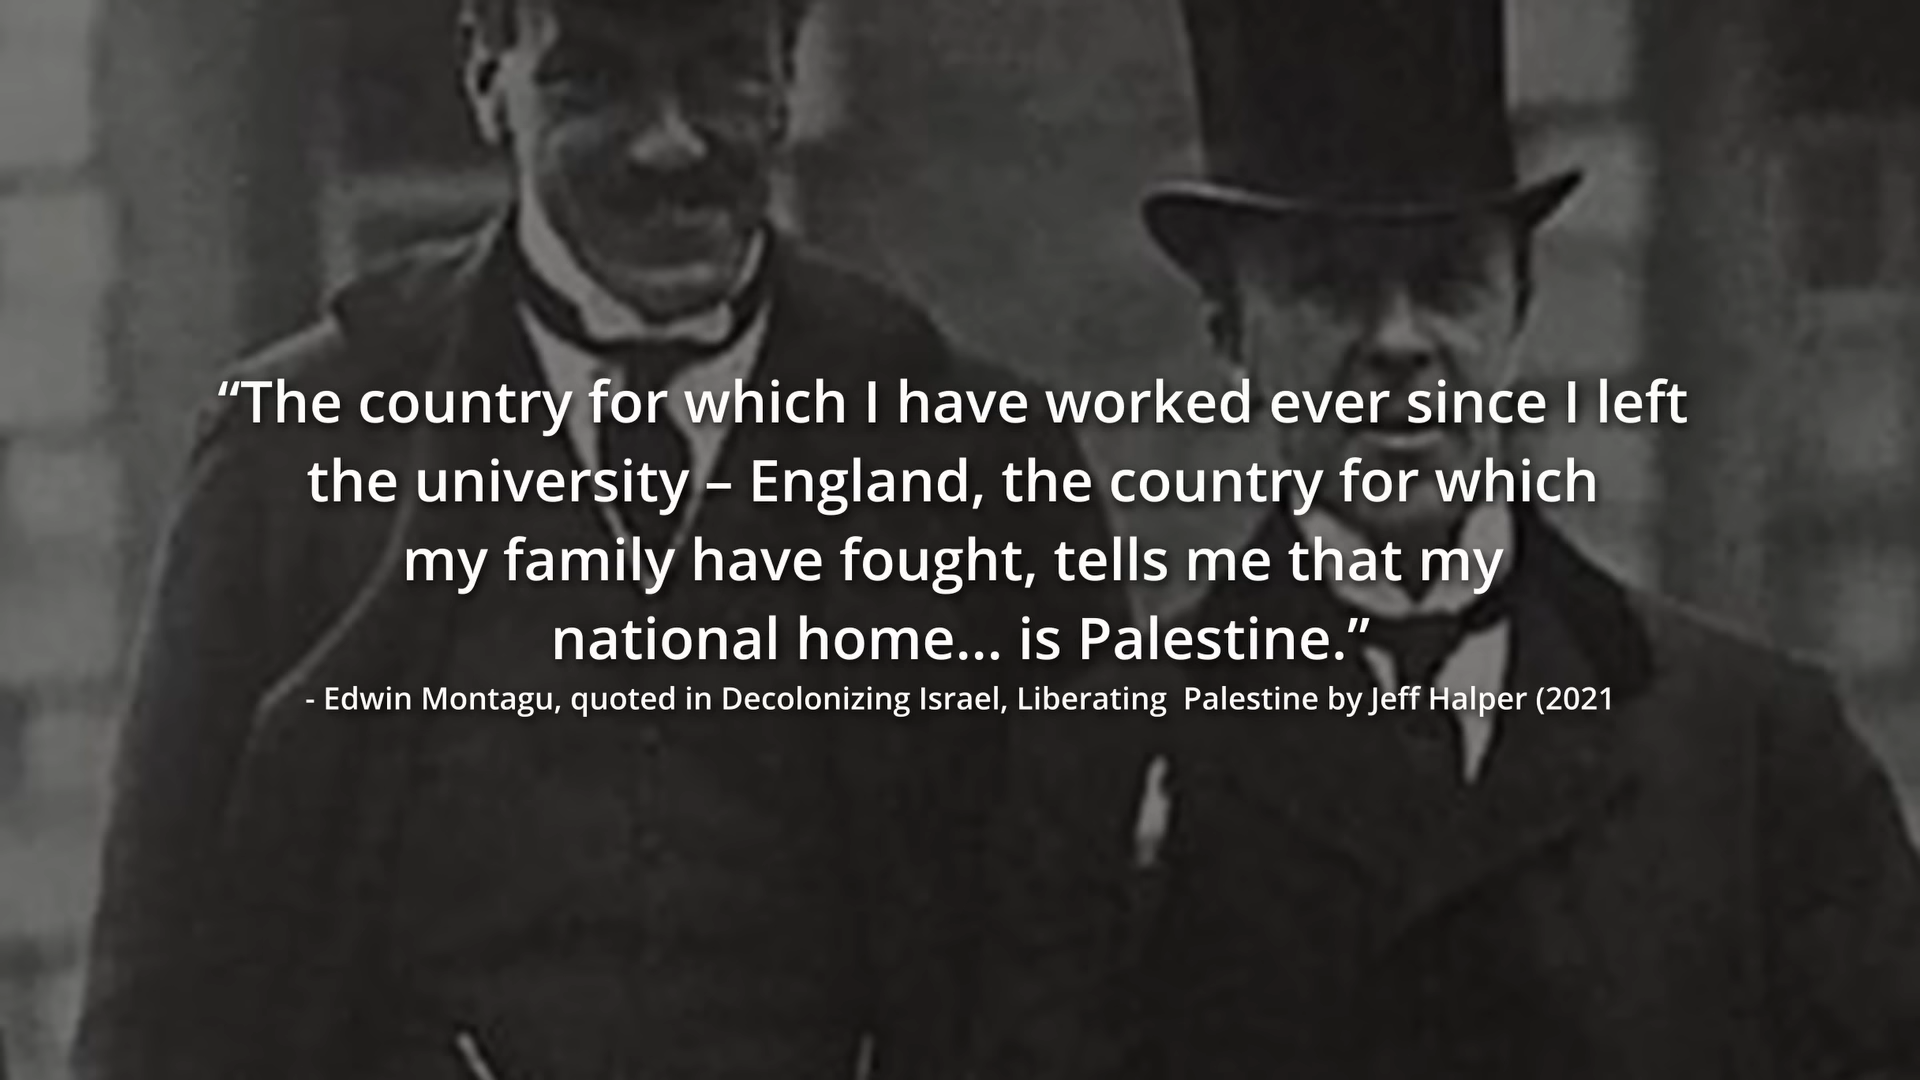 “The country for which I have worked ever since I left
the university – England, the country for which
my family have fought, tells me that my
national home... is Palestine.”
- Edwin Montagu, quoted in Decolonizing Israel, Liberating  Palestine by Jeff Halper (2021